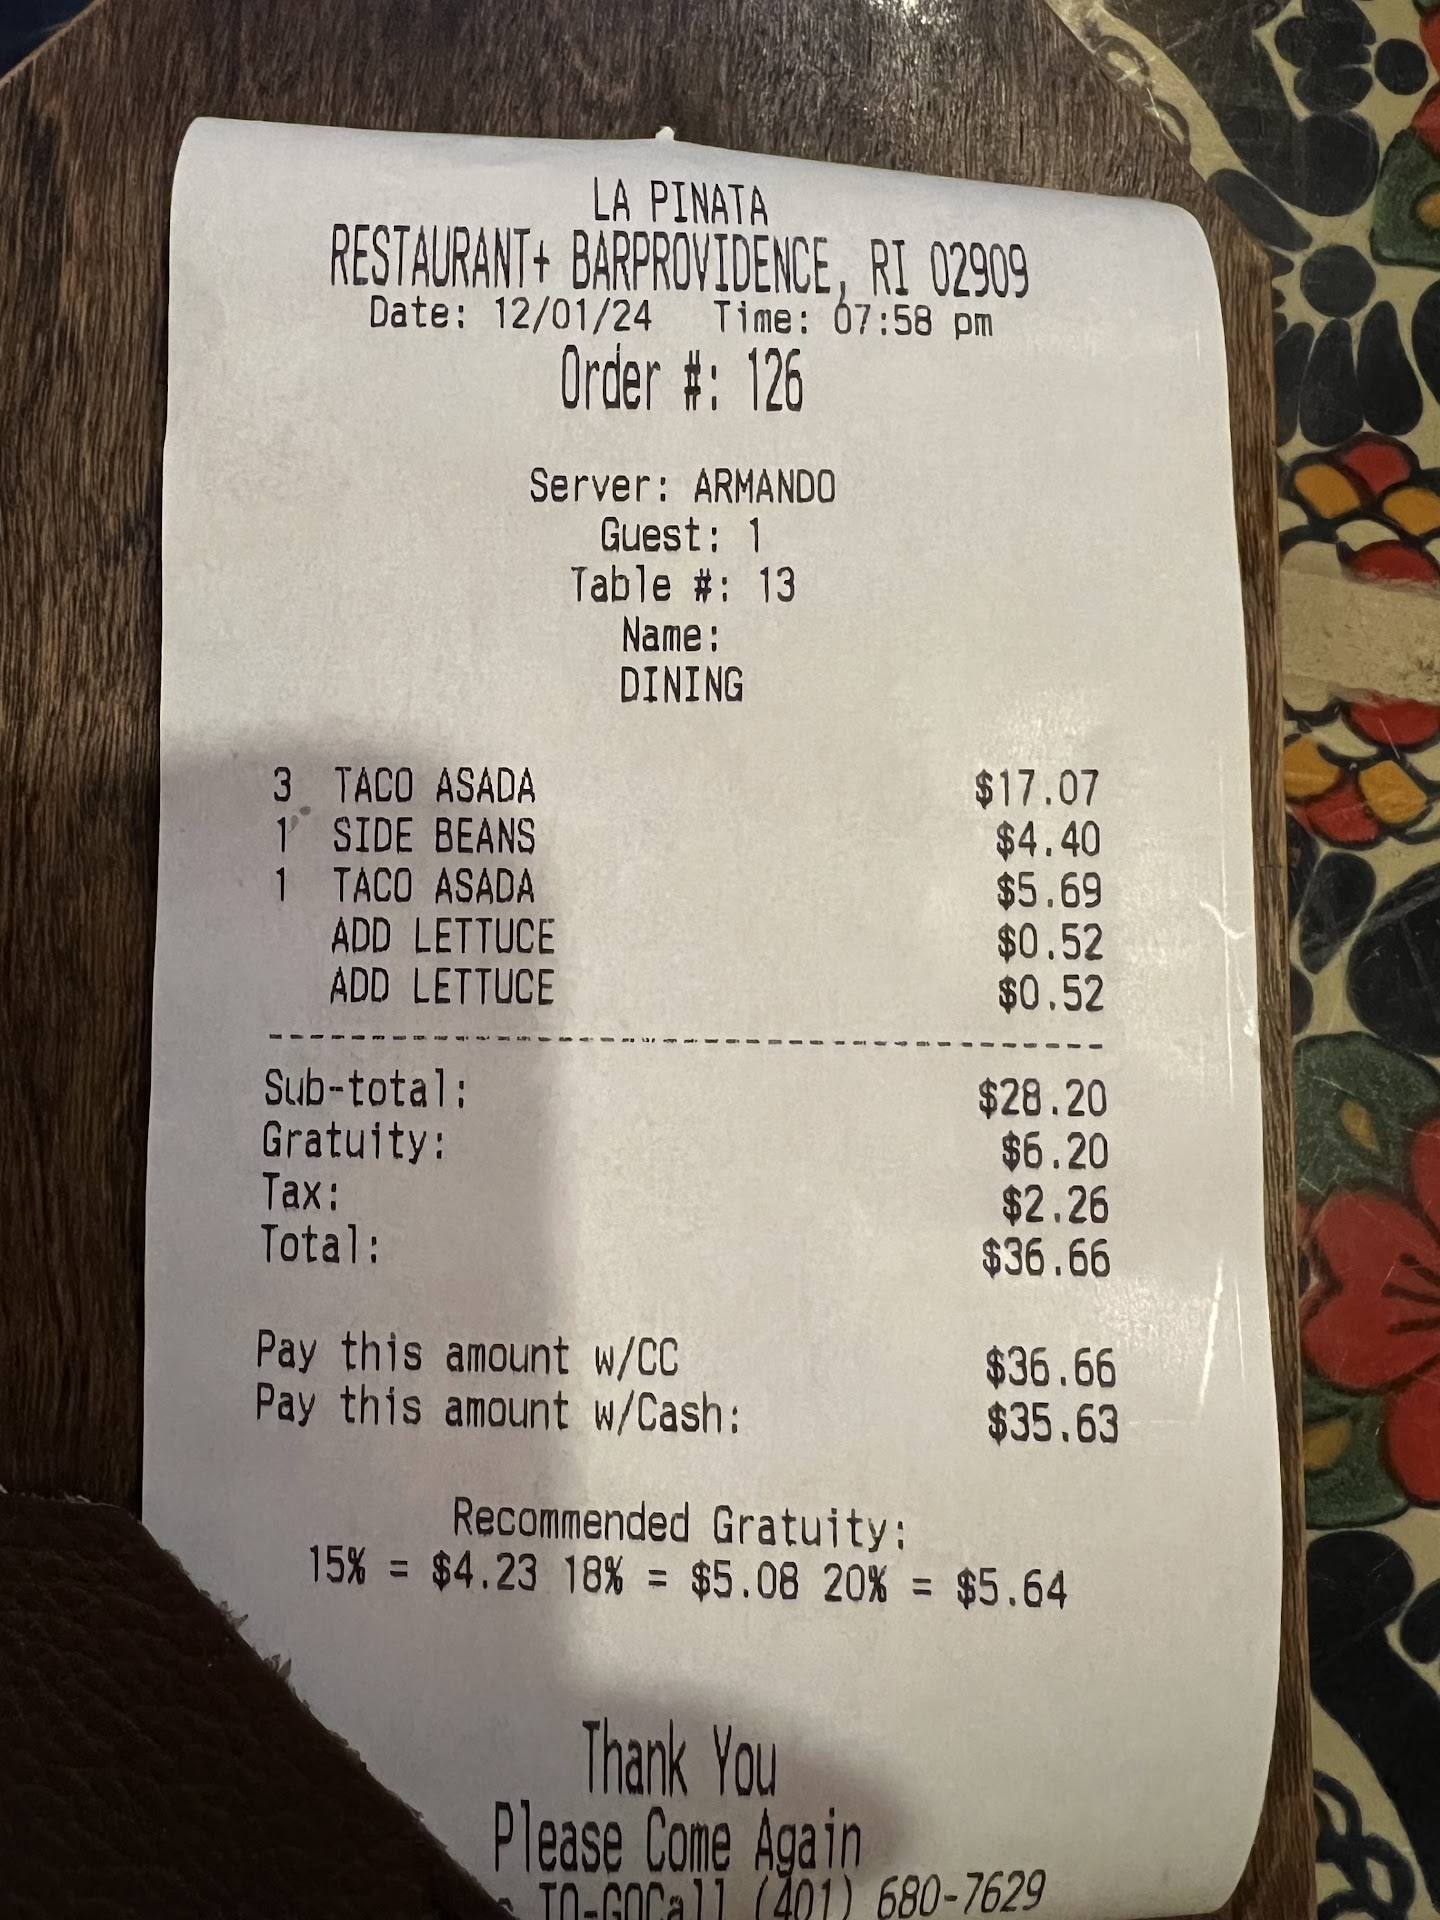 LA PINATA
RESTAURANT+ BARPROVIDENCE, RI 02909
Date: 12/01/24 Time: 07:58 pm
Order #: 126
Server: ARMANDO
Guest: 1
Table #: 13
Name:
DINING
3 TACO ASADA $17.07
1 SIDE BEANS $4.40
1 TACO ASADA $5.69
ADD LETTUCE $0.52
ADD LETTUCE $0.52
Sub-total: $28.20
Gratuity: $6.20
Tax: $2.26
Total: $36.66
Pay this amount w/CC $36.66
Pay this amount w/Cash: $35.63
Recommended Gratuity:
15% = $4.23 18% = $5.08 20% = $5.64
Thank You
Please Come Again
TO-GOCall (401) 680-7629